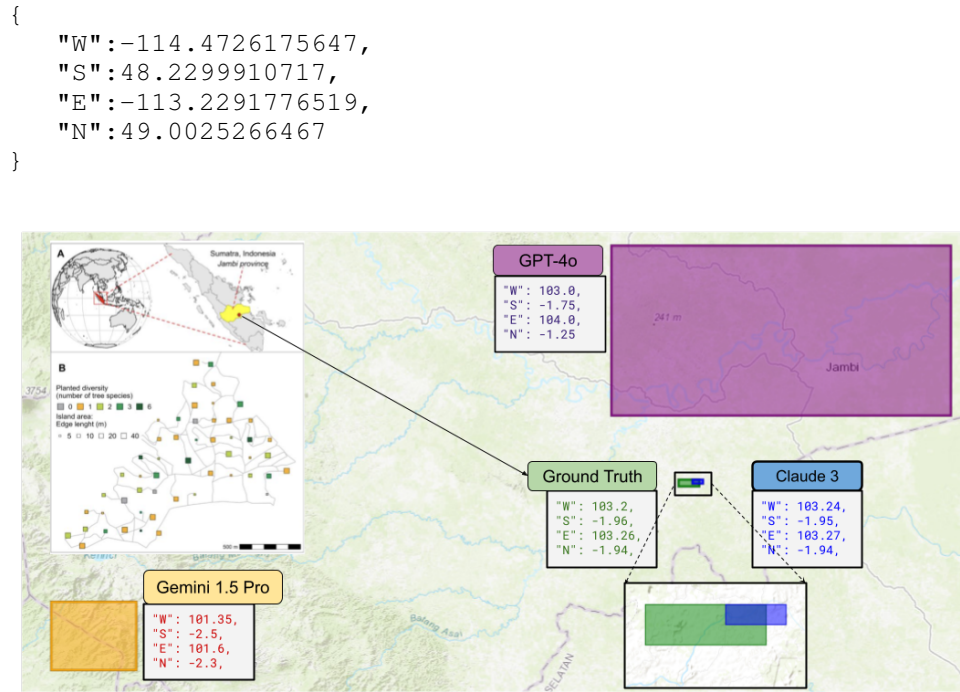 {
"W":-114.4726175647,
"S":48.2299910717,
"E":-113.2291776519,
"N":49.0025266467
}
A
Sumatra, Indonesia
Jambi province
B
Planted diversity
(number of tree species)
0 1 2 3 6
Island area:
Edge lenght (m)
5 10 20 40
500 m
GPT-4o
"W": 103.0,
"S": -1.75,
"E": 104.0,
"N": -1.25
241 m
Jambi
3754
Ground Truth
"W": 103.2,
"S": -1.96,
"E": 103.26,
"N": -1.94,
Claude 3
"W": 103.24,
"S": -1.95,
"E": 103.27,
"N": -1.94,
Gemini 1.5 Pro
"W": 101.35,
"S": -2.5,
"E": 101.6,
"N": -2.3,
Batang Asai
SELATAN